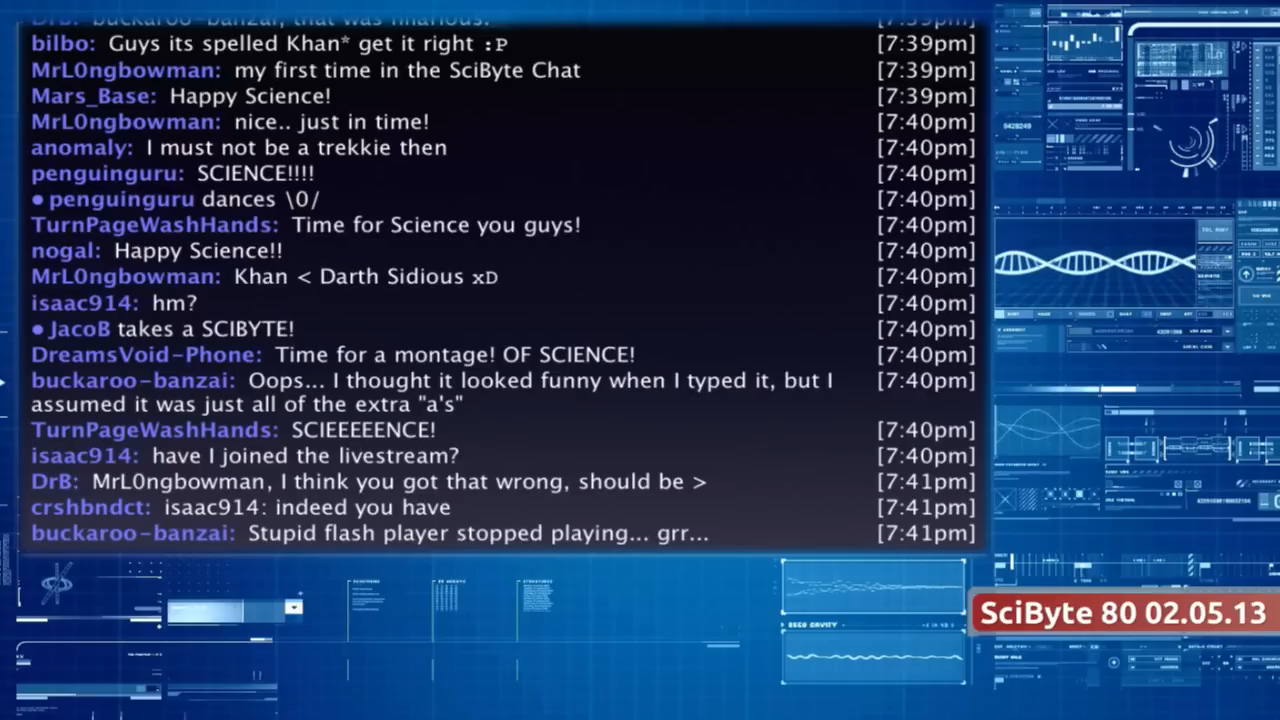 DrB: buckaroo-banzai, that was hilarious.
bilbo: Guys its spelled Khan* get it right :P [7:39pm]
MrL0ngbowman: my first time in the SciByte Chat [7:39pm]
Mars_Base: Happy Science! [7:39pm]
MrL0ngbowman: nice.. just in time! [7:40pm]
anomaly: I must not be a trekkie then [7:40pm]
penguinguru: SCIENCE!!!! [7:40pm]
• penguinguru dances \0/ [7:40pm]
TurnPageWashHands: Time for Science you guys! [7:40pm]
nogal: Happy Science!! [7:40pm]
MrL0ngbowman: Khan < Darth Sidious xD [7:40pm]
isaac914: hm? [7:40pm]
• JacoB takes a SCIBYTE! [7:40pm]
DreamsVoid-Phone: Time for a montage! OF SCIENCE! [7:40pm]
buckaroo-banzai: Oops... I thought it looked funny when I typed it, but I [7:40pm]
assumed it was just all of the extra "a's"
TurnPageWashHands: SCIEEEEENCE! [7:40pm]
isaac914: have I joined the livestream? [7:40pm]
DrB: MrL0ngbowman, I think you got that wrong, should be > [7:41pm]
crshbndct: isaac914: indeed you have [7:41pm]
buckaroo-banzai: Stupid flash player stopped playing... grr... [7:41pm]
SciByte 80 02.05.13